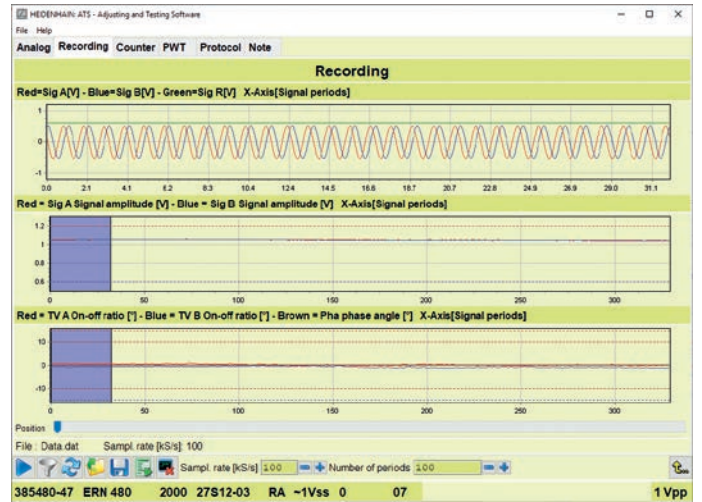 HEIDENHAIN: ATS - Adjusting and Testing Software
File Help
Analog Recording Counter PWT Protocol Note
Recording
Red=Sig A[V] - Blue=Sig B[V] - Green=Sig R[V] X-Axis[Signal periods]
1
0
-1
0.0 2.1 4.1 6.2 8.3 10.4 12.4 14.5 16.6 18.7 20.7 22.8 24.9 26.9 29.0 31.1
Red = Sig A Signal amplitude [V] - Blue = Sig B Signal amplitude [V] X-Axis[Signal periods]
1.2
1
0.8
0.6
0 50 100 150 200 250 300
Red = TV A On-off ratio [°] - Blue = TV B On-off ratio [°] - Brown = Pha phase angle [°] X-Axis[Signal periods]
10
0
-10
0 50 100 150 200 250 300
Position
File : Data.dat Sampl. rate [kS/s]: 100
Sampl. rate [kS/s] 100 Number of periods 100
385480-47 ERN 480 2000 27S12-03 RA ~1Vss 0 07 1 Vpp